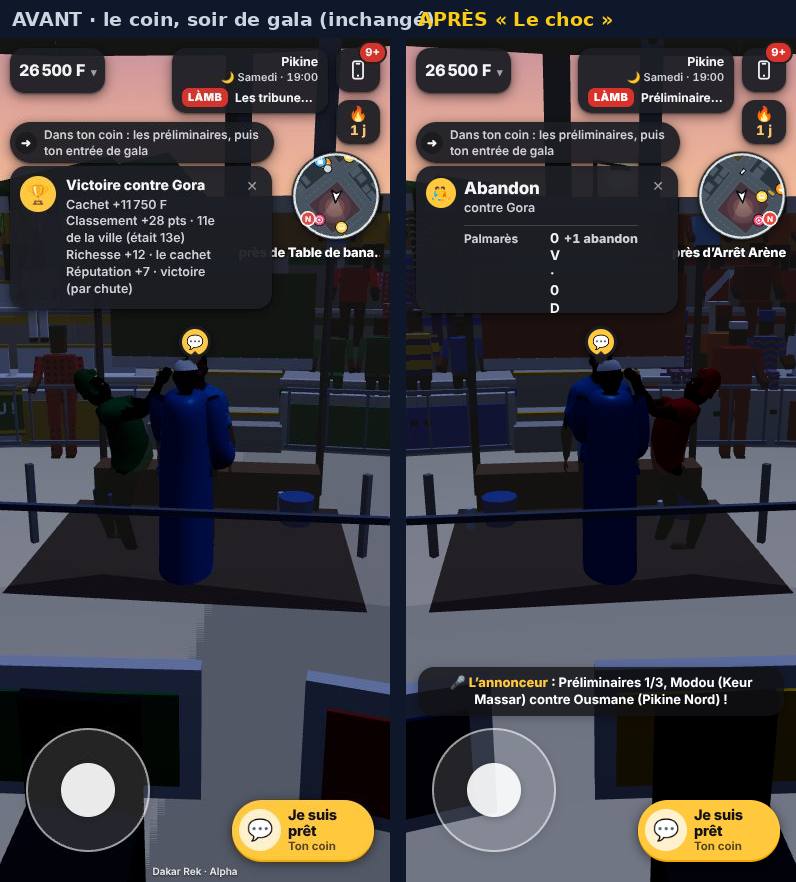 AVANT · le coin, soir de gala (inchangé)
APRÈS « Le choc »
26 500 F ▾
Pikine
🌙 Samedi · 19:00
LÀMB Les tribune...
9+
🔥
1 j
➜ Dans ton coin : les préliminaires, puis
ton entrée de gala
Victoire contre Gora ✕
Cachet +11 750 F
Classement +28 pts · 11e
de la ville (était 13e)
Richesse +12 · le cachet
Réputation +7 · victoire
(par chute)
N
près de Table de bana..
Je suis
prêt
Ton coin
Dakar Rek · Alpha
26 500 F ▾
Pikine
🌙 Samedi · 19:00
LÀMB Préliminaire...
9+
🔥
1 j
➜ Dans ton coin : les préliminaires, puis
ton entrée de gala
Abandon ✕
contre Gora
Palmarès 0 +1 abandon
V
·
0
D
N
près d'Arrêt Arène
🎤 L'annonceur : Préliminaires 1/3, Modou (Keur
Massar) contre Ousmane (Pikine Nord) !
Je suis
prêt
Ton coin